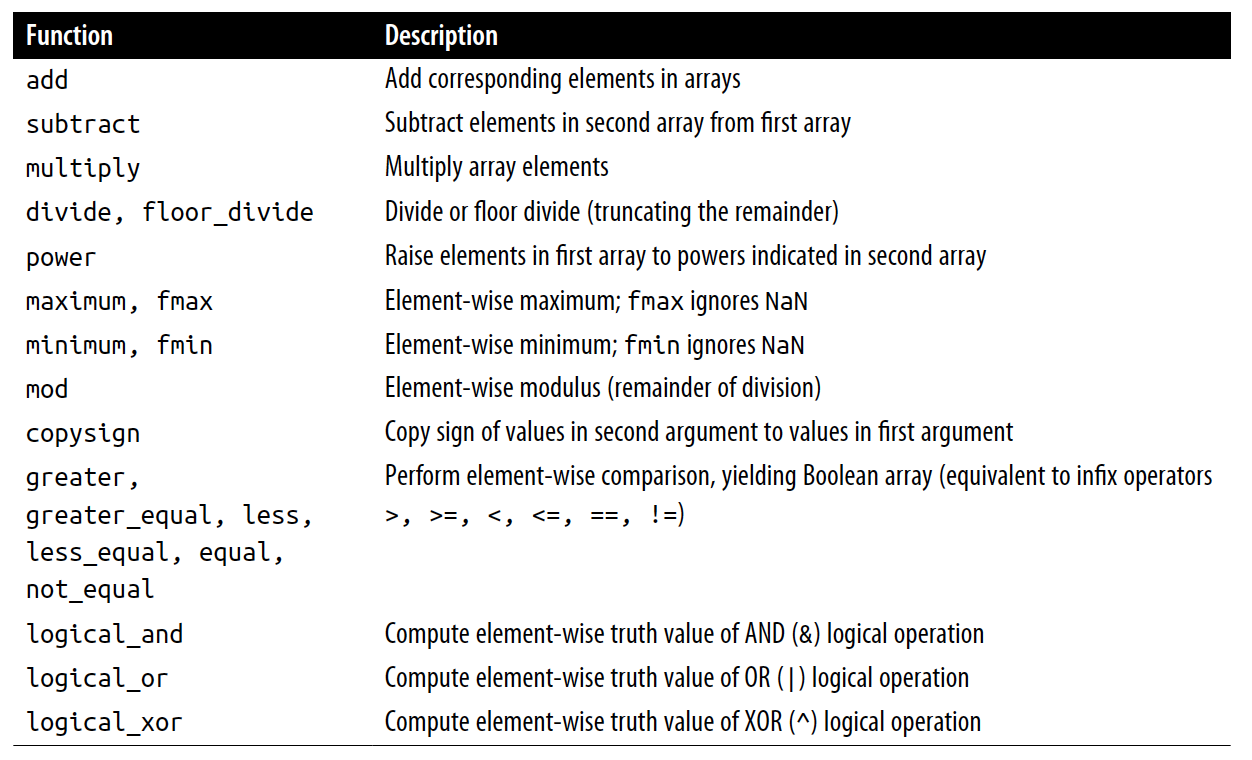 Function Description
add Add corresponding elements in arrays
subtract Subtract elements in second array from first array
multiply Multiply array elements
divide, floor_divide Divide or floor divide (truncating the remainder)
power Raise elements in first array to powers indicated in second array
maximum, fmax Element-wise maximum; fmax ignores NaN
minimum, fmin Element-wise minimum; fmin ignores NaN
mod Element-wise modulus (remainder of division)
copysign Copy sign of values in second argument to values in first argument
greater, Perform element-wise comparison, yielding Boolean array (equivalent to infix operators
greater_equal, less, >, >=, <, <=, ==, !=)
less_equal, equal,
not_equal
logical_and Compute element-wise truth value of AND (&) logical operation
logical_or Compute element-wise truth value of OR (|) logical operation
logical_xor Compute element-wise truth value of XOR (^) logical operation